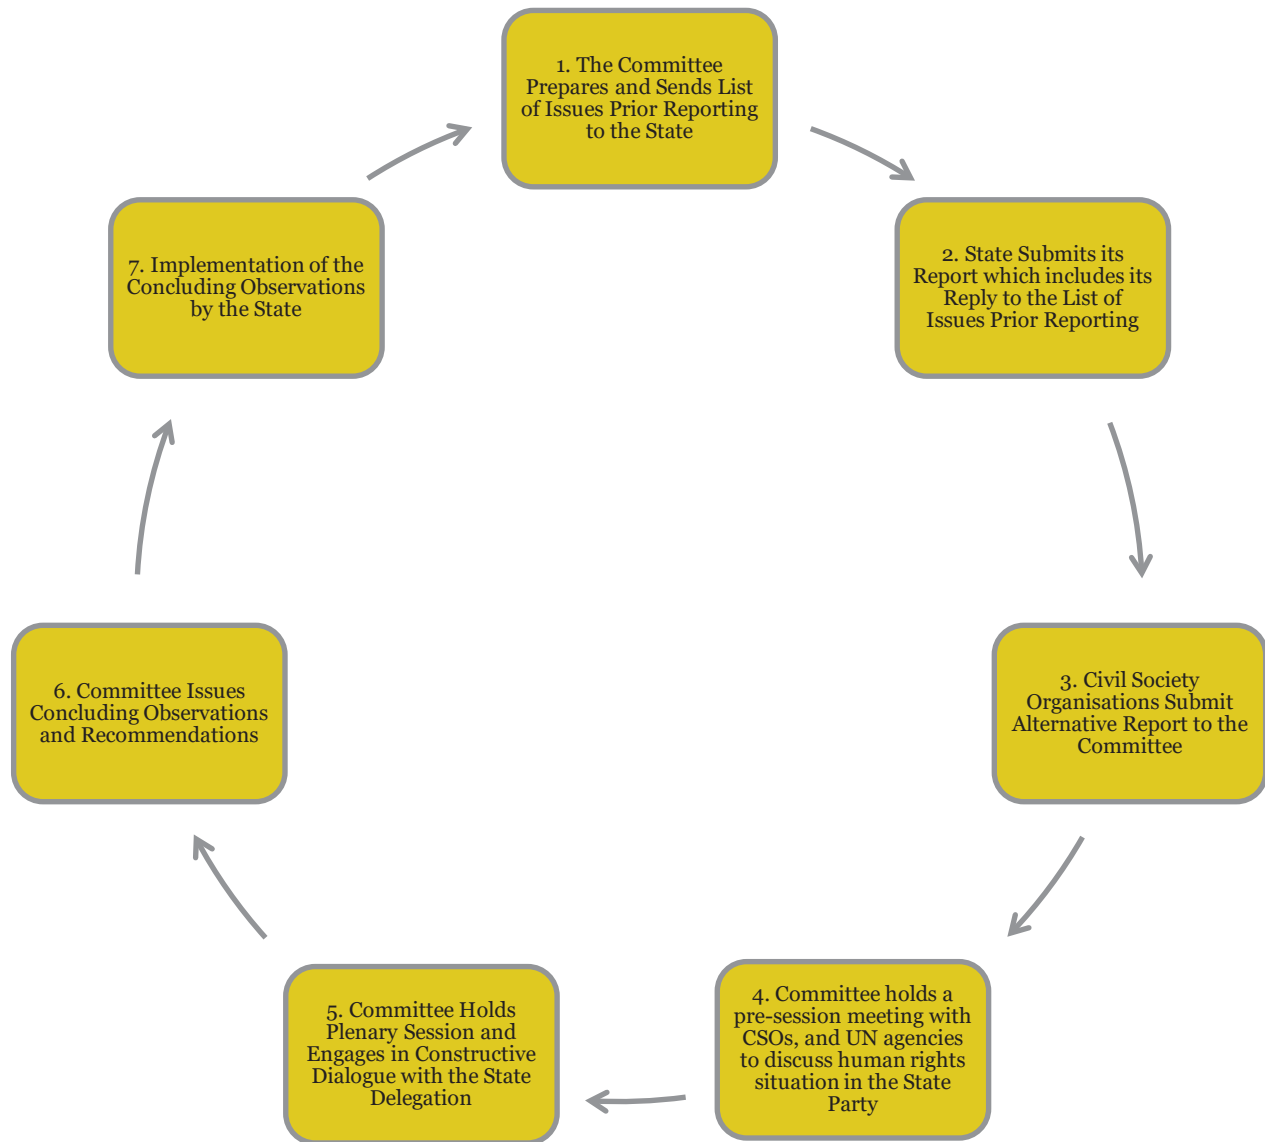 1. The Committee
Prepares and Sends List
of Issues Prior Reporting
to the State
2. State Submits its
Report which includes its
Reply to the List of
Issues Prior Reporting
3. Civil Society
Organisations Submit
Alternative Report to the
Committee
4. Committee holds a
pre-session meeting with
CSOs, and UN agencies
to discuss human rights
situation in the State
Party
5. Committee Holds
Plenary Session and
Engages in Constructive
Dialogue with the State
Delegation
6. Committee Issues
Concluding Observations
and Recommendations
7. Implementation of the
Concluding Observations
by the State